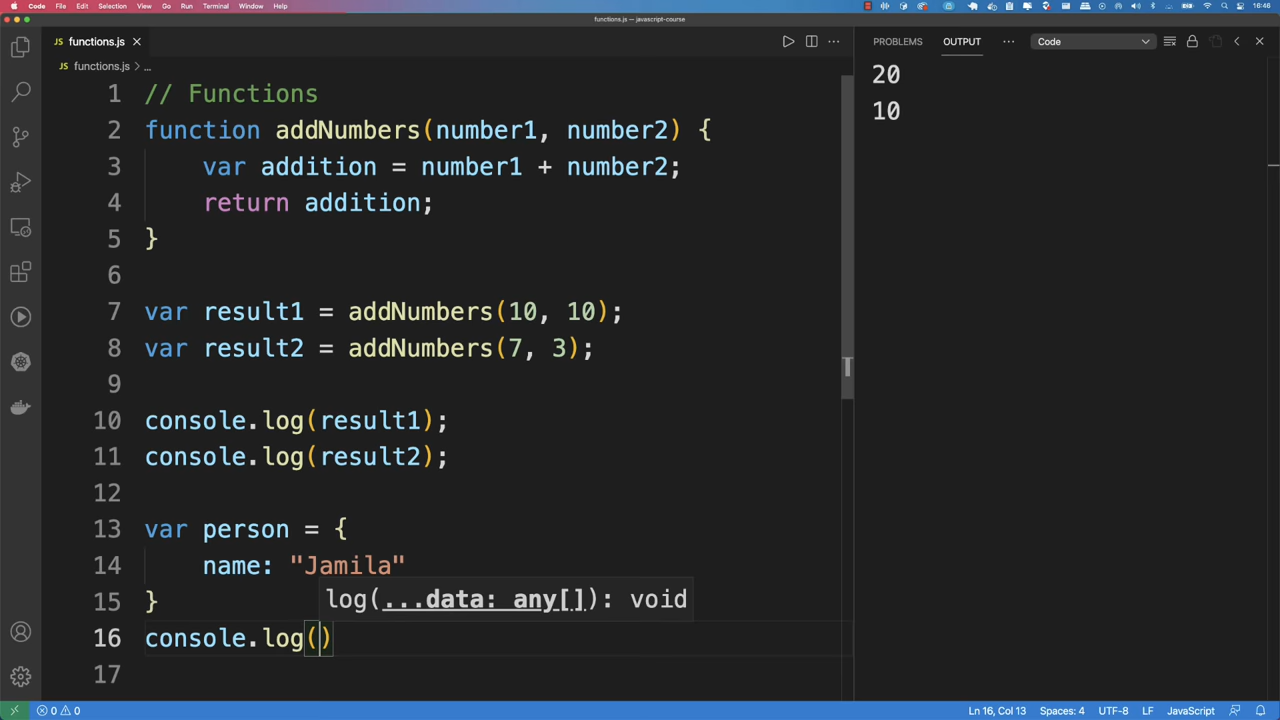 Code File Edit Selection View Go Run Terminal Window Help 16:46
functions.js — javascript-course
JS functions.js
PROBLEMS OUTPUT Code
JS functions.js > ...
1 // Functions
2 function addNumbers(number1, number2) {
3 var addition = number1 + number2;
4 return addition;
5 }
6
7 var result1 = addNumbers(10, 10);
8 var result2 = addNumbers(7, 3);
9
10 console.log(result1);
11 console.log(result2);
12
13 var person = {
14 name: "Jamila"
15 }
log(...data: any[]): void
16 console.log()
17
20
10
0 0 Ln 16, Col 13 Spaces: 4 UTF-8 LF JavaScript